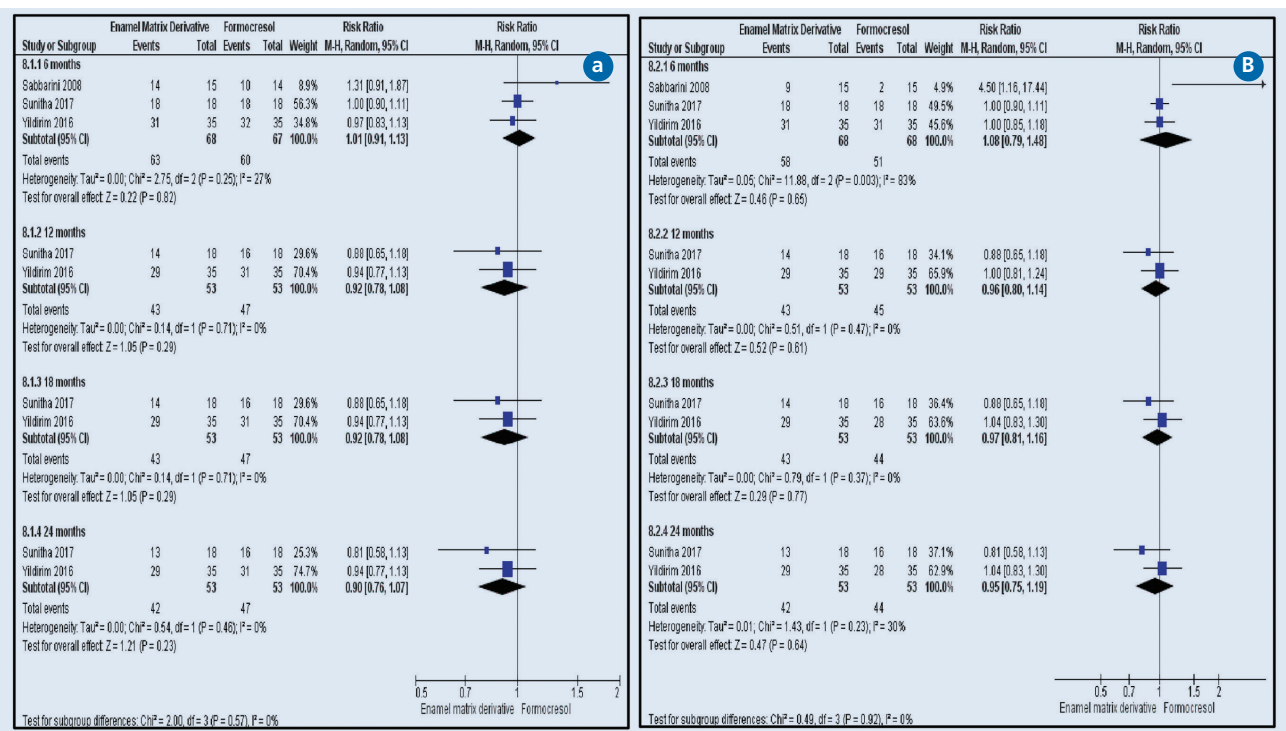 a
Enamel Matrix Derivative Formocresol Risk Ratio Risk Ratio
Study or Subgroup Events Total Events Total Weight M-H, Random, 95% CI M-H, Random, 95% CI
8.1.1 6 months
Sabbarini 2008 14 15 10 14 8.9% 1.31 [0.91, 1.87]
Sunitha 2017 18 18 18 18 56.3% 1.00 [0.90, 1.11]
Yildirim 2016 31 35 32 35 34.8% 0.97 [0.83, 1.13]
Subtotal (95% CI) 68 67 100.0% 1.01 [0.91, 1.13]
Total events 63 60
Heterogeneity: Tau² = 0.00; Chi² = 2.75, df = 2 (P = 0.25); I² = 27%
Test for overall effect: Z = 0.22 (P = 0.82)
8.1.2 12 months
Sunitha 2017 14 18 16 18 29.6% 0.88 [0.65, 1.18]
Yildirim 2016 29 35 31 35 70.4% 0.94 [0.77, 1.13]
Subtotal (95% CI) 53 53 100.0% 0.92 [0.78, 1.08]
Total events 43 47
Heterogeneity: Tau² = 0.00; Chi² = 0.14, df = 1 (P = 0.71); I² = 0%
Test for overall effect: Z = 1.05 (P = 0.29)
8.1.3 18 months
Sunitha 2017 14 18 16 18 29.6% 0.88 [0.65, 1.18]
Yildirim 2016 29 35 31 35 70.4% 0.94 [0.77, 1.13]
Subtotal (95% CI) 53 53 100.0% 0.92 [0.78, 1.08]
Total events 43 47
Heterogeneity: Tau² = 0.00; Chi² = 0.14, df = 1 (P = 0.71); I² = 0%
Test for overall effect: Z = 1.05 (P = 0.29)
8.1.4 24 months
Sunitha 2017 13 18 16 18 25.3% 0.81 [0.58, 1.13]
Yildirim 2016 29 35 31 35 74.7% 0.94 [0.77, 1.13]
Subtotal (95% CI) 53 53 100.0% 0.90 [0.76, 1.07]
Total events 42 47
Heterogeneity: Tau² = 0.00; Chi² = 0.54, df = 1 (P = 0.46); I² = 0%
Test for overall effect: Z = 1.21 (P = 0.23)
0.5 0.7 1 1.5 2
Enamel matrix derivative Formocresol
Test for subgroup differences: Chi² = 2.00, df = 3 (P = 0.57), I² = 0%
B
Enamel Matrix Derivative Formocresol Risk Ratio Risk Ratio
Study or Subgroup Events Total Events Total Weight M-H, Random, 95% CI M-H, Random, 95% CI
8.2.1 6 months
Sabbarini 2008 9 15 2 15 4.9% 4.50 [1.16, 17.44]
Sunitha 2017 18 18 18 18 49.5% 1.00 [0.90, 1.11]
Yildirim 2016 31 35 31 35 45.6% 1.00 [0.85, 1.18]
Subtotal (95% CI) 68 68 100.0% 1.08 [0.79, 1.48]
Total events 58 51
Heterogeneity: Tau² = 0.05; Chi² = 11.88, df = 2 (P = 0.003); I² = 83%
Test for overall effect: Z = 0.46 (P = 0.65)
8.2.2 12 months
Sunitha 2017 14 18 16 18 34.1% 0.88 [0.65, 1.18]
Yildirim 2016 29 35 29 35 65.9% 1.00 [0.81, 1.24]
Subtotal (95% CI) 53 53 100.0% 0.96 [0.80, 1.14]
Total events 43 45
Heterogeneity: Tau² = 0.00; Chi² = 0.51, df = 1 (P = 0.47); I² = 0%
Test for overall effect: Z = 0.52 (P = 0.61)
8.2.3 18 months
Sunitha 2017 14 18 16 18 36.4% 0.88 [0.65, 1.18]
Yildirim 2016 29 35 28 35 63.6% 1.04 [0.83, 1.30]
Subtotal (95% CI) 53 53 100.0% 0.97 [0.81, 1.16]
Total events 43 44
Heterogeneity: Tau² = 0.00; Chi² = 0.79, df = 1 (P = 0.37); I² = 0%
Test for overall effect: Z = 0.29 (P = 0.77)
8.2.4 24 months
Sunitha 2017 13 18 16 18 37.1% 0.81 [0.58, 1.13]
Yildirim 2016 29 35 28 35 62.9% 1.04 [0.83, 1.30]
Subtotal (95% CI) 53 53 100.0% 0.95 [0.75, 1.19]
Total events 42 44
Heterogeneity: Tau² = 0.01; Chi² = 1.43, df = 1 (P = 0.23); I² = 30%
Test for overall effect: Z = 0.47 (P = 0.64)
0.5 0.7 1 1.5 2
Enamel matrix derivative Formocresol
Test for subgroup differences: Chi² = 0.49, df = 3 (P = 0.92), I² = 0%